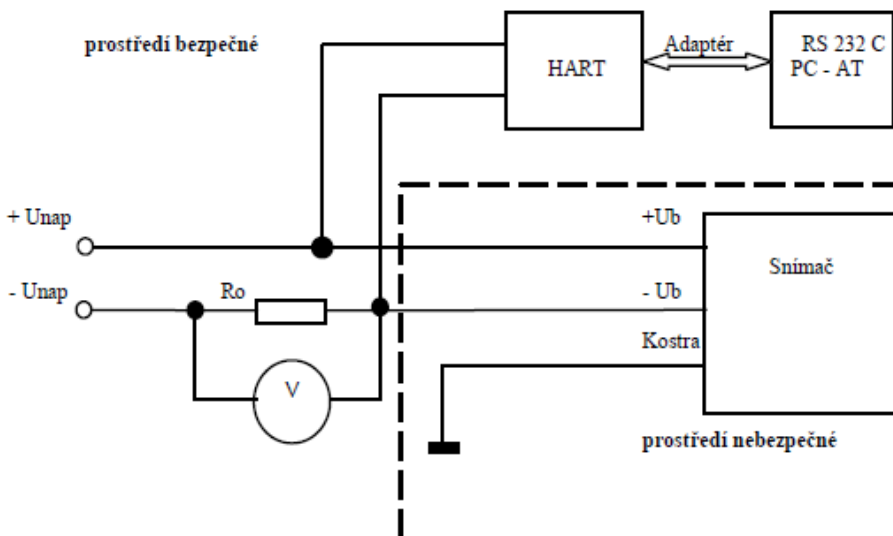 prostředí bezpečné
HART
Adaptér
RS 232 C
PC - AT
+ Unap
+Ub
Snímač
- Unap
Ro
- Ub
Kostra
V
prostředí nebezpečné